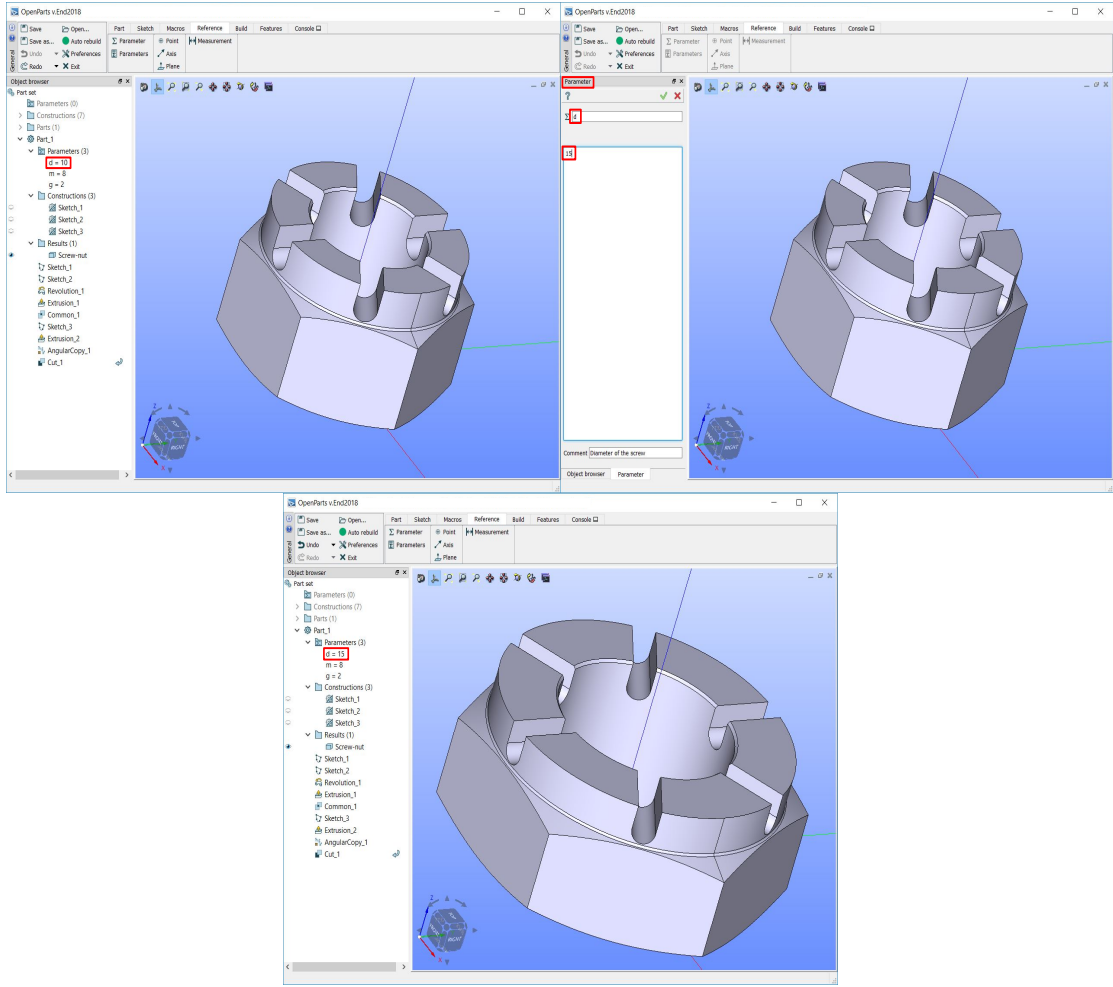 OpenParts v.End2018
Save Open... Part Sketch Macros Reference Build Features Console
Save as... Auto rebuild Parameter Point Measurement
Undo Preferences Parameters Axis
Redo Exit Plane
General
Object browser
Part set
Parameters (0)
Constructions (7)
Parts (1)
Part_1
Parameters (3)
d = 10
m = 8
g = 2
Constructions (3)
Sketch_1
Sketch_2
Sketch_3
Results (1)
Screw-nut
Sketch_1
Sketch_2
Revolution_1
Extrusion_1
Common_1
Sketch_3
Extrusion_2
AngularCopy_1
Cut_1
Z
TOP
RIGHT
X
OpenParts v.End2018
Save Open... Part Sketch Macros Reference Build Features Console
Save as... Auto rebuild Σ Parameter Point Measurement
Undo Preferences Parameters Axis
Redo Exit Plane
General
Parameter
?
Σ d
15
Comment Diameter of the screw
Object browser Parameter
Z
TOP
RIGHT
X
OpenParts v.End2018
Save Open... Part Sketch Macros Reference Build Features Console
Save as... Auto rebuild Σ Parameter Point Measurement
Undo Preferences Parameters Axis
Redo Exit Plane
General
Object browser
Part set
Parameters (0)
Constructions (7)
Parts (1)
Part_1
Parameters (3)
d = 15
m = 8
g = 2
Constructions (3)
Sketch_1
Sketch_2
Sketch_3
Results (1)
Screw-nut
Sketch_1
Sketch_2
Revolution_1
Extrusion_1
Common_1
Sketch_3
Extrusion_2
AngularCopy_1
Cut_1
Z
TOP
RIGHT
X